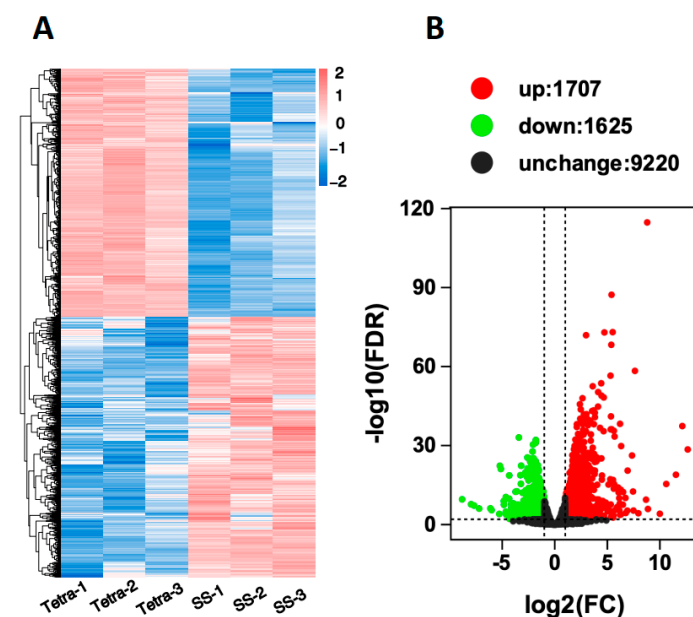 A
2
1
0
−1
−2
Tetra-1
Tetra-2
Tetra-3
SS-1
SS-2
SS-3
B
up:1707
down:1625
unchange:9220
120
90
60
30
0
-log10(FDR)
-5
0
5
10
log2(FC)